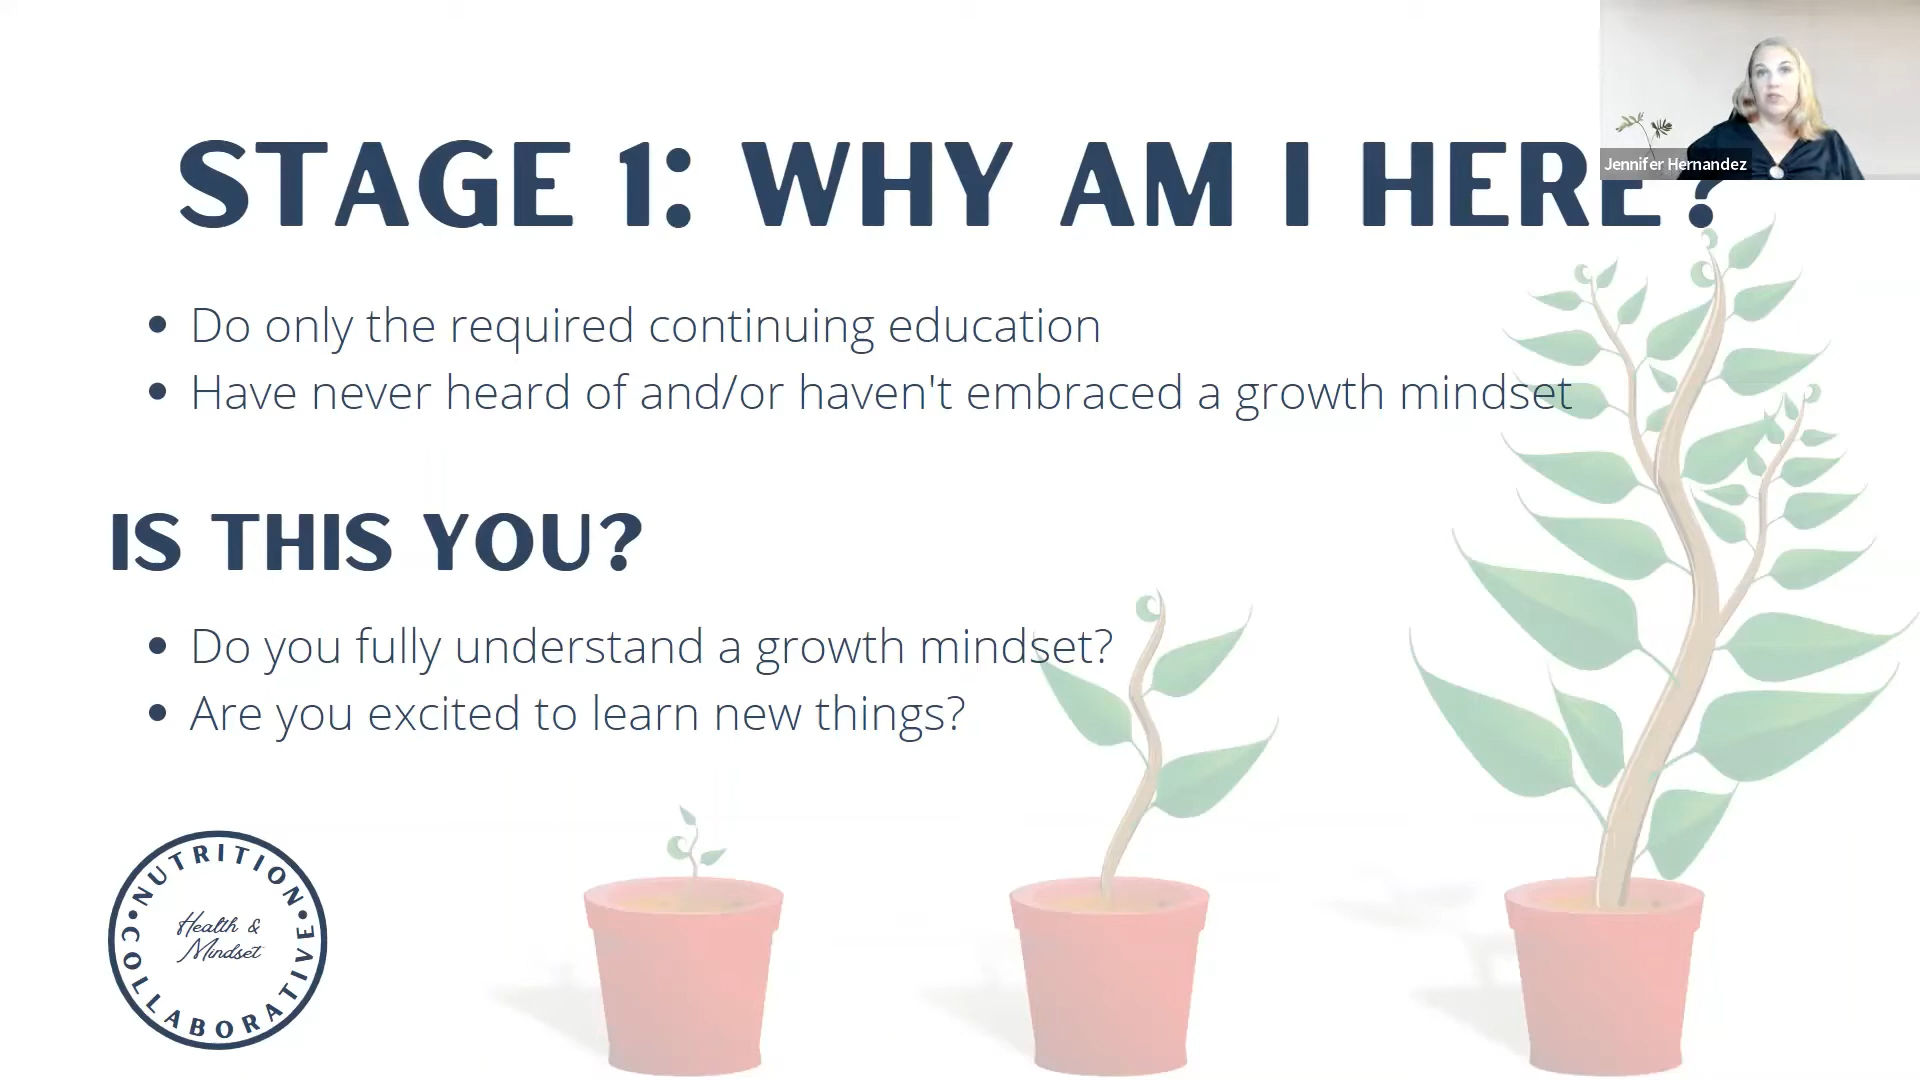 Jennifer Hernandez
STAGE 1: WHY AM I HERE?
Do only the required continuing education
Have never heard of and/or haven't embraced a growth mindset
IS THIS YOU?
Do you fully understand a growth mindset?
Are you excited to learn new things?
NUTRITION
Health &
Mindset
COLLABORATIVE